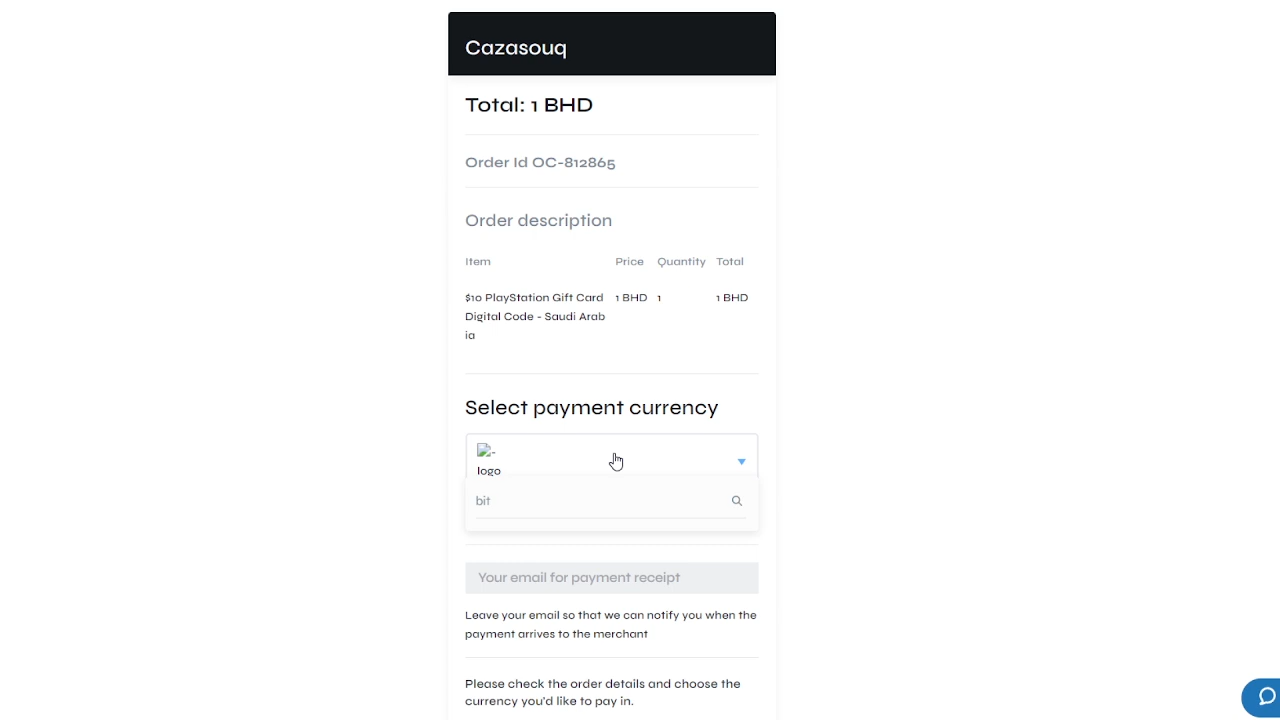 Cazasouq
Total: 1 BHD
Order Id OC-812865
Order description
Item Price Quantity Total
$10 PlayStation Gift Card 1 BHD 1 1 BHD
Digital Code - Saudi Arab
ia
Select payment currency
-
logo
bit
Your email for payment receipt
Leave your email so that we can notify you when the
payment arrives to the merchant
Please check the order details and choose the
currency you'd like to pay in.